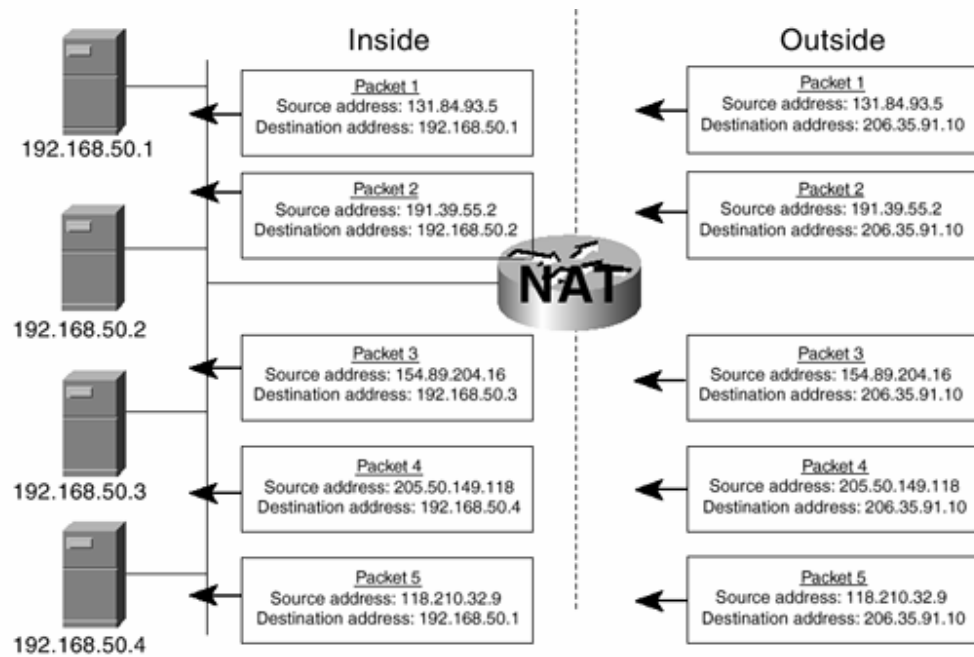 Inside
Outside
192.168.50.1
Packet 1
Source address: 131.84.93.5
Destination address: 192.168.50.1
Packet 1
Source address: 131.84.93.5
Destination address: 206.35.91.10
192.168.50.2
Packet 2
Source address: 191.39.55.2
Destination address: 192.168.50.2
Packet 2
Source address: 191.39.55.2
Destination address: 206.35.91.10
NAT
192.168.50.3
Packet 3
Source address: 154.89.204.16
Destination address: 192.168.50.3
Packet 3
Source address: 154.89.204.16
Destination address: 206.35.91.10
Packet 4
Source address: 205.50.149.118
Destination address: 192.168.50.4
Packet 4
Source address: 205.50.149.118
Destination address: 206.35.91.10
192.168.50.4
Packet 5
Source address: 118.210.32.9
Destination address: 192.168.50.1
Packet 5
Source address: 118.210.32.9
Destination address: 206.35.91.10